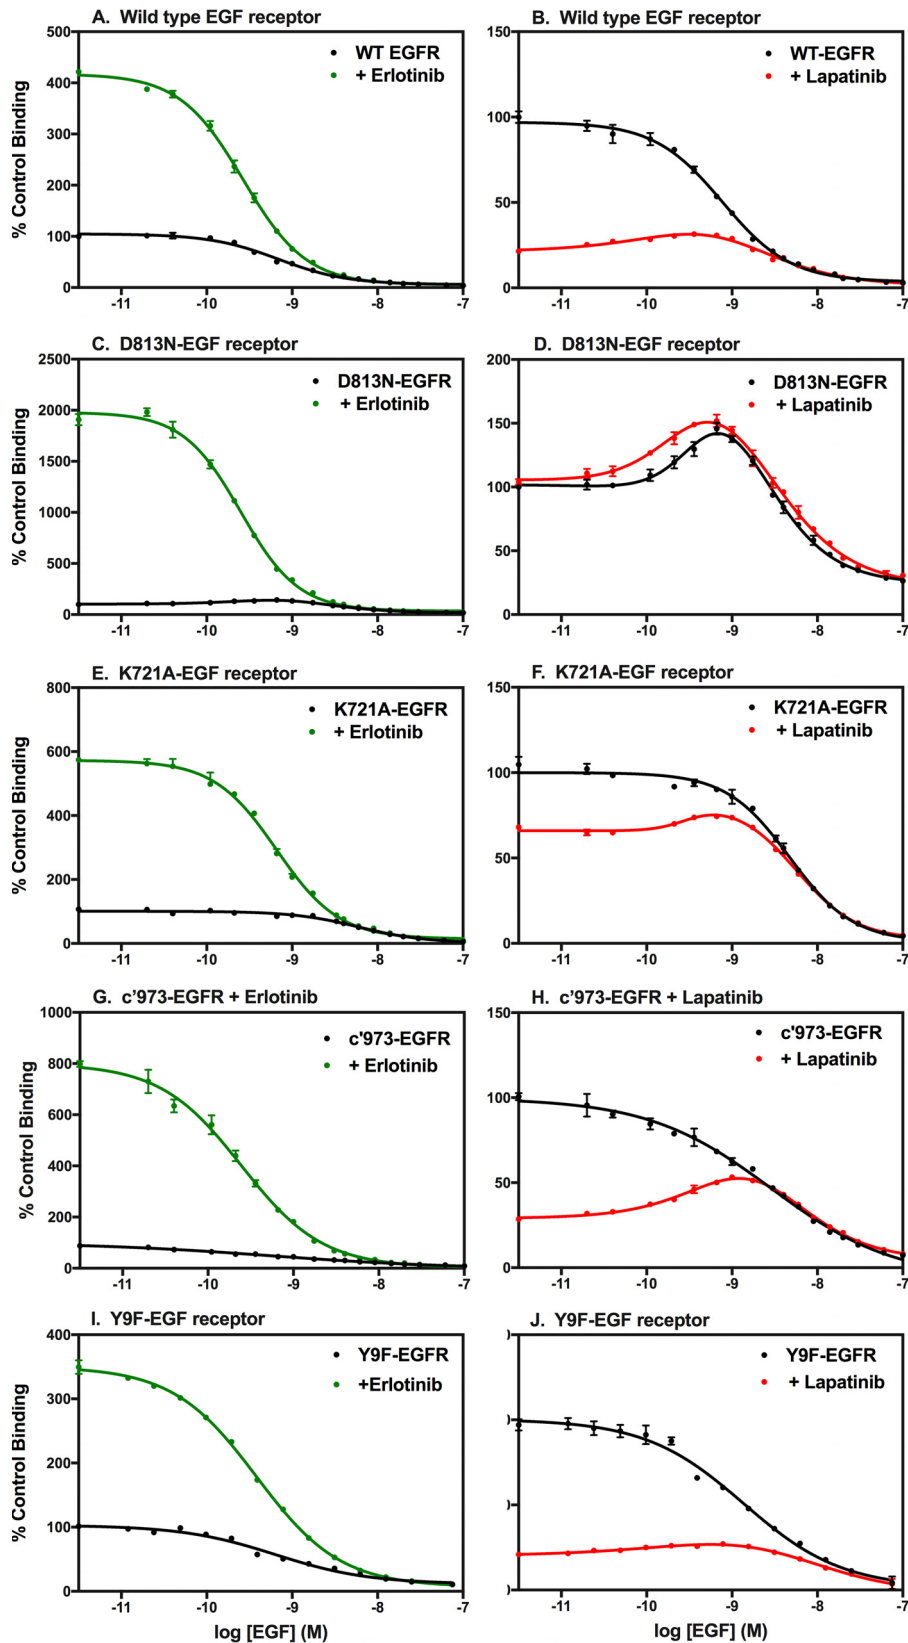 A. Wild type EGF receptor
% Control Binding
500
400
300
200
100
0
WT EGFR
+ Erlotinib
-11 -10 -9 -8 -7
B. Wild type EGF receptor
150
100
50
0
WT-EGFR
+ Lapatinib
-11 -10 -9 -8 -7
C. D813N-EGF receptor
% Control Binding
2500
2000
1500
1000
500
0
D813N-EGFR
+ Erlotinib
-11 -10 -9 -8 -7
D. D813N-EGF receptor
200
150
100
50
0
D813N-EGFR
+ Lapatinib
-11 -10 -9 -8 -7
E. K721A-EGF receptor
% Control Binding
800
600
400
200
0
K721A-EGFR
+ Erlotinib
-11 -10 -9 -8 -7
F. K721A-EGF receptor
150
100
50
0
K721A-EGFR
+ Lapatinib
-11 -10 -9 -8 -7
G. c'973-EGFR + Erlotinib
% Control Binding
1000
800
600
400
200
0
c'973-EGFR
+ Erlotinib
-11 -10 -9 -8 -7
H. c'973-EGFR + Lapatinib
150
100
50
0
c'973-EGFR
+ Lapatinib
-11 -10 -9 -8 -7
I. Y9F-EGF receptor
% Control Binding
400
300
200
100
0
Y9F-EGFR
+Erlotinib
-11 -10 -9 -8 -7
log [EGF] (M)
J. Y9F-EGF receptor
Y9F-EGFR
+ Lapatinib
-11 -10 -9 -8 -7
log [EGF] (M)